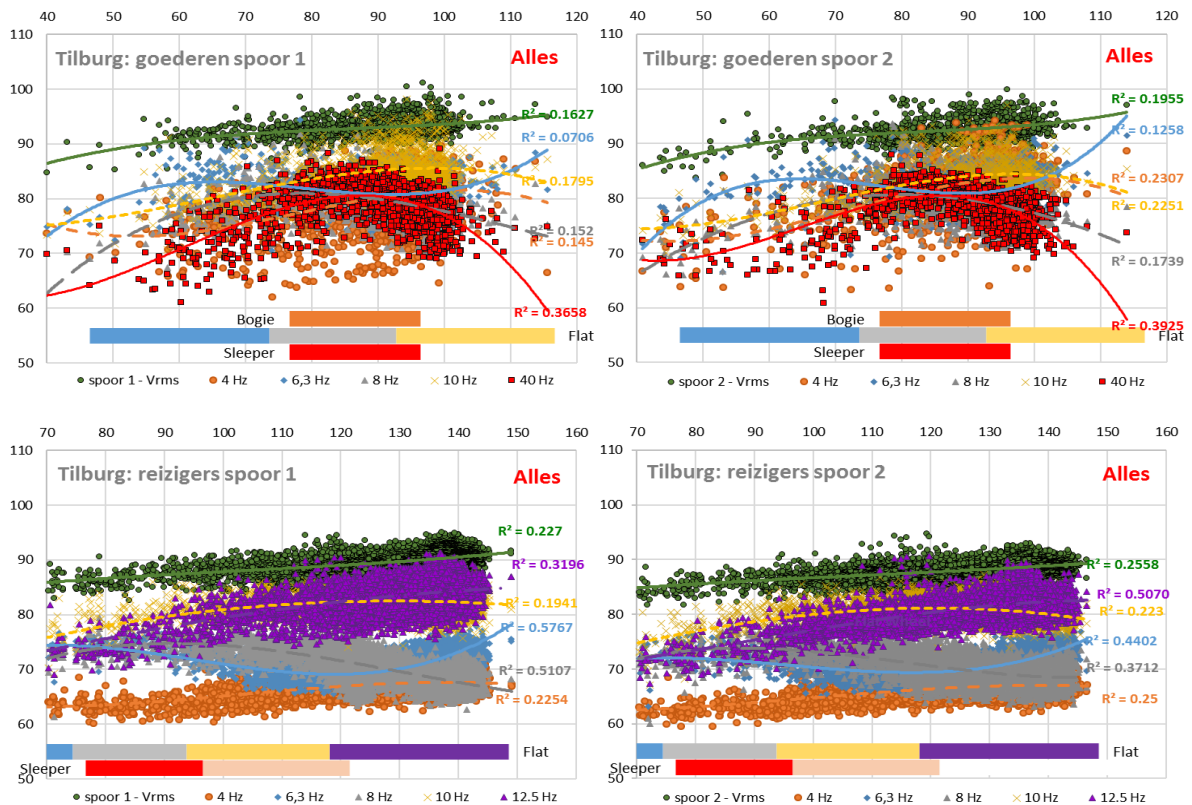 40 50 60 70 80 90 100 110 120
110
100
90
80
70
60
50
Tilburg: goederen spoor 1
Alles
R² = 0.1627
R² = 0.0706
R² = 0.1795
R² = 0.152
R² = 0.145
R² = 0.3658
Bogie
Flat
Sleeper
spoor 1 - Vrms 4 Hz 6,3 Hz 8 Hz 10 Hz 40 Hz
40 50 60 70 80 90 100 110 120
110
100
90
80
70
60
50
Tilburg: goederen spoor 2
Alles
R² = 0.1955
R² = 0.1258
R² = 0.2307
R² = 0.2251
R² = 0.1739
R² = 0.3925
Bogie
Flat
Sleeper
spoor 2 - Vrms 4 Hz 6,3 Hz 8 Hz 10 Hz 40 Hz
70 80 90 100 110 120 130 140 150 160
110
100
90
80
70
60
50
Tilburg: reizigers spoor 1
Alles
R² = 0.227
R² = 0.3196
R² = 0.1941
R² = 0.5767
R² = 0.5107
R² = 0.2254
Flat
Sleeper
spoor 1 - Vrms 4 Hz 6,3 Hz 8 Hz 10 Hz 12.5 Hz
70 80 90 100 110 120 130 140 150 160
110
100
90
80
70
60
50
Tilburg: reizigers spoor 2
Alles
R² = 0.2558
R² = 0.5070
R² = 0.223
Flat Wheel
R² = 0.4402
R² = 0.3712
R² = 0.25
Flat
Sleeper
spoor 2 - Vrms 4 Hz 6,3 Hz 8 Hz 10 Hz 12.5 Hz